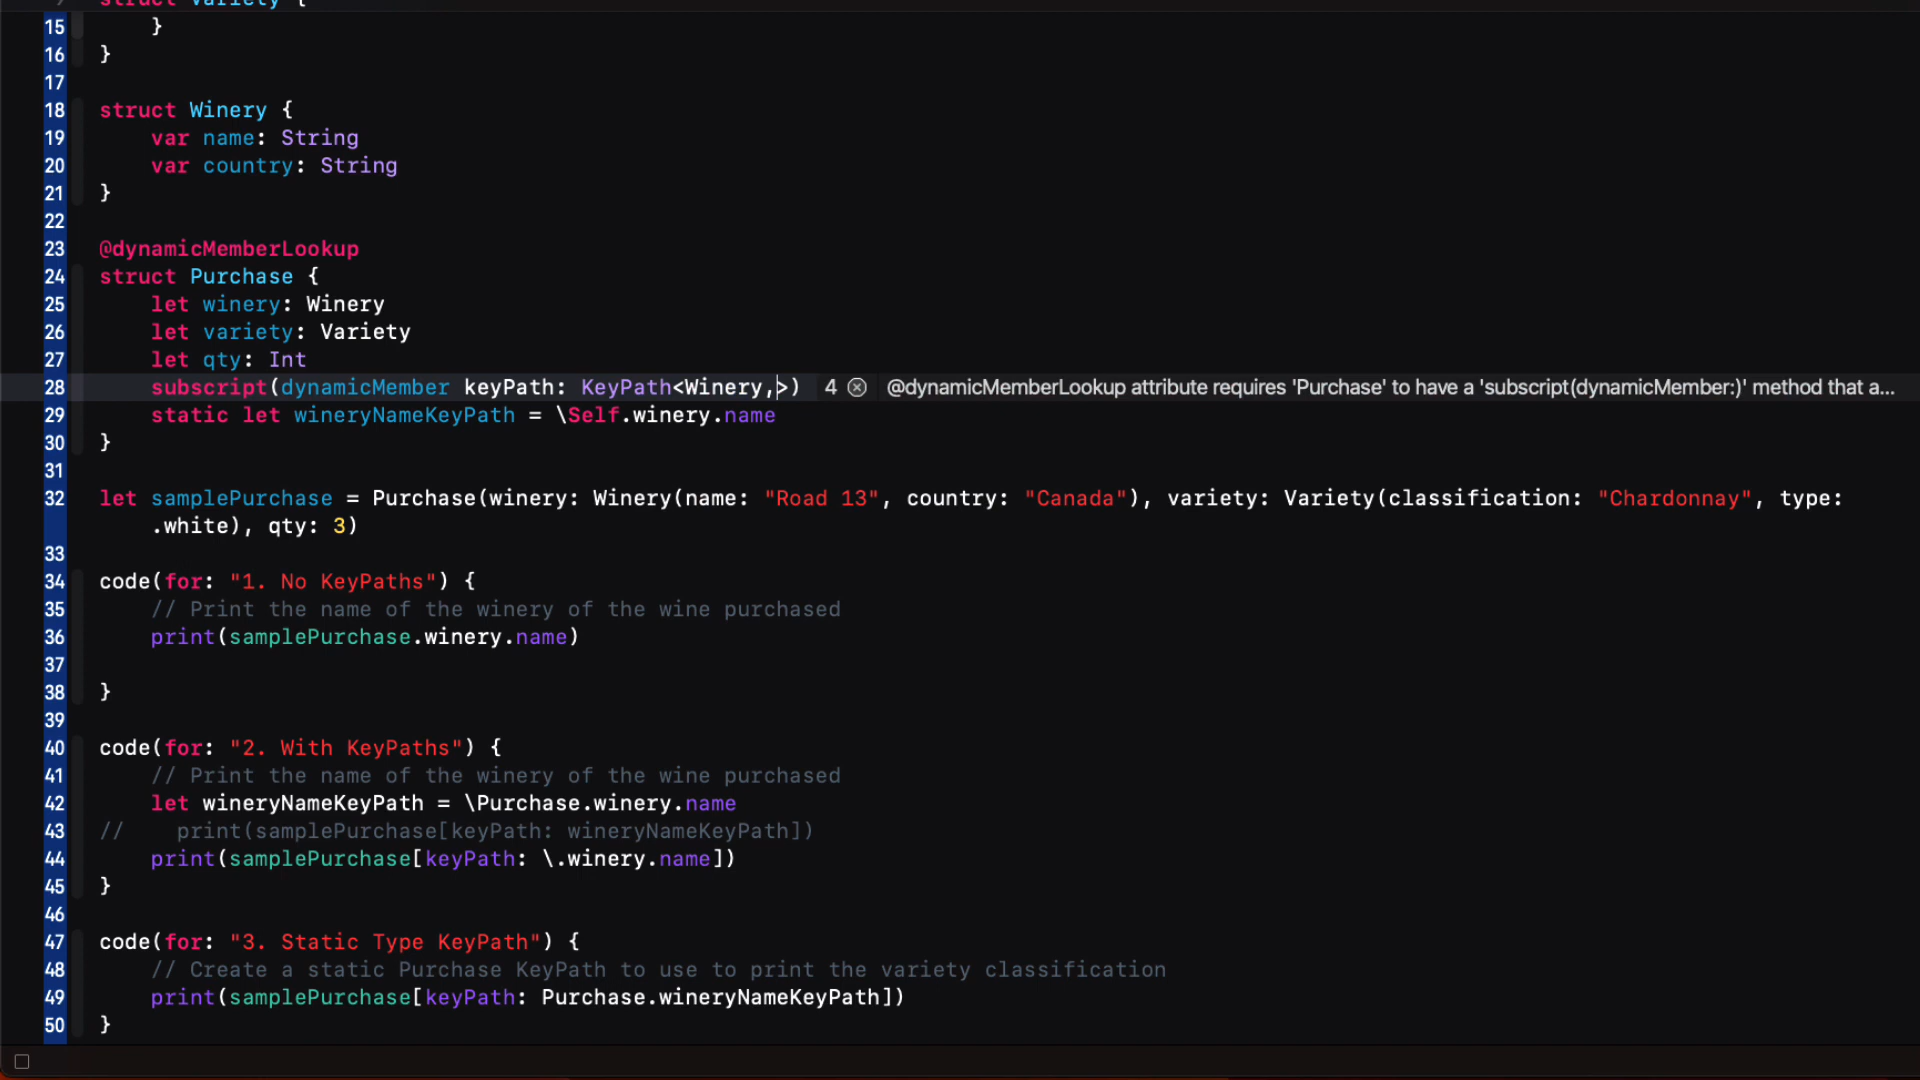 struct Variety {
15     }
16 }
17
18 struct Winery {
19     var name: String
20     var country: String
21 }
22
23 @dynamicMemberLookup
24 struct Purchase {
25     let winery: Winery
26     let variety: Variety
27     let qty: Int
28     subscript(dynamicMember keyPath: KeyPath<Winery,>) 4 @dynamicMemberLookup attribute requires 'Purchase' to have a 'subscript(dynamicMember:)' method that a...
29     static let wineryNameKeyPath = \Self.winery.name
30 }
31
32 let samplePurchase = Purchase(winery: Winery(name: "Road 13", country: "Canada"), variety: Variety(classification: "Chardonnay", type:
.white), qty: 3)
33
34 code(for: "1. No KeyPaths") {
35     // Print the name of the winery of the wine purchased
36     print(samplePurchase.winery.name)
37
38 }
39
40 code(for: "2. With KeyPaths") {
41     // Print the name of the winery of the wine purchased
42     let wineryNameKeyPath = \Purchase.winery.name
43 //    print(samplePurchase[keyPath: wineryNameKeyPath])
44     print(samplePurchase[keyPath: \.winery.name])
45 }
46
47 code(for: "3. Static Type KeyPath") {
48     // Create a static Purchase KeyPath to use to print the variety classification
49     print(samplePurchase[keyPath: Purchase.wineryNameKeyPath])
50 }